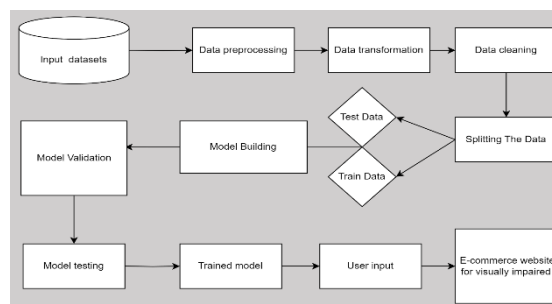 Input datasets
Data preprocessing
Data transformation
Data cleaning
Test Data
Splitting The Data
Train Data
Model Building
Model Validation
Model testing
Trained model
User input
E-commerce website
for visually impaired